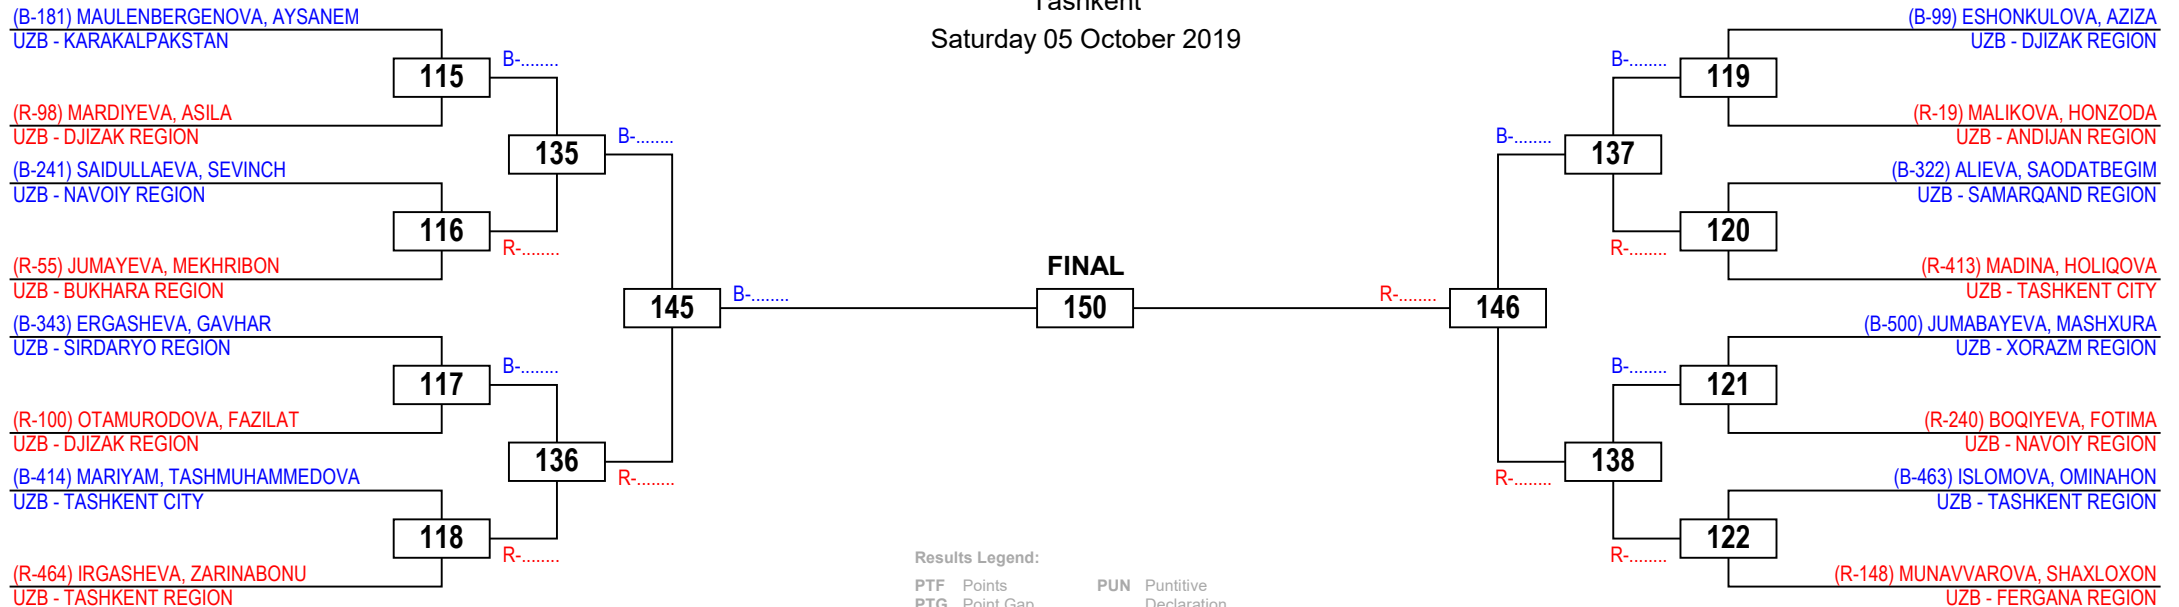 Tashkent
Saturday 05 October 2019
(B-181) MAULENBERGENOVA, AYSANEM
UZB - KARAKALPAKSTAN
115
B-........
(R-98) MARDIYEVA, ASILA
UZB - DJIZAK REGION
135
B-........
(B-241) SAIDULLAEVA, SEVINCH
UZB - NAVOIY REGION
116
R-........
(R-55) JUMAYEVA, MEKHRIBON
UZB - BUKHARA REGION
145
B-........
(B-343) ERGASHEVA, GAVHAR
UZB - SIRDARYO REGION
117
B-........
(R-100) OTAMURODOVA, FAZILAT
UZB - DJIZAK REGION
136
R-........
(B-414) MARIYAM, TASHMUHAMMEDOVA
UZB - TASHKENT CITY
118
R-........
(R-464) IRGASHEVA, ZARINABONU
UZB - TASHKENT REGION
FINAL
150
(B-99) ESHONKULOVA, AZIZA
UZB - DJIZAK REGION
B-........
119
(R-19) MALIKOVA, HONZODA
UZB - ANDIJAN REGION
B-........
137
(B-322) ALIEVA, SAODATBEGIM
UZB - SAMARQAND REGION
120
R-........
(R-413) MADINA, HOLIQOVA
UZB - TASHKENT CITY
R-........
146
(B-500) JUMABAYEVA, MASHXURA
UZB - XORAZM REGION
B-........
121
(R-240) BOQIYEVA, FOTIMA
UZB - NAVOIY REGION
138
R-........
(B-463) ISLOMOVA, OMINAHON
UZB - TASHKENT REGION
122
R-........
(R-148) MUNAVVAROVA, SHAXLOXON
UZB - FERGANA REGION
Results Legend:
PTF Points PUN Puntitive
PTG Point Gap Declaration